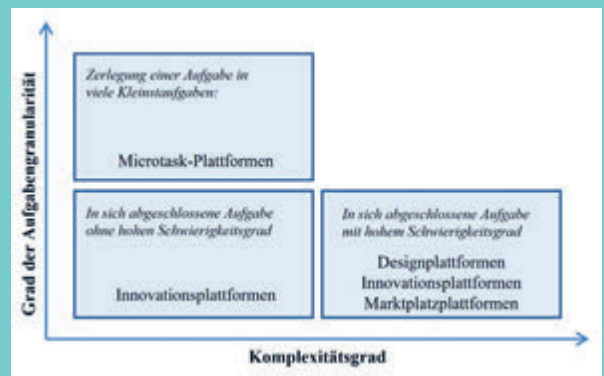 Grad der Aufgabengranularität
Zerlegung einer Aufgabe in
viele Kleinstaufgaben:
Microtask-Plattformen
In sich abgeschlossene Aufgabe
ohne hohen Schwierigkeitsgrad
Innovationsplattformen
In sich abgeschlossene Aufgabe
mit hohem Schwierigkeitsgrad
Designplattformen
Innovationsplattformen
Marktplatzplattformen
Komplexitätsgrad